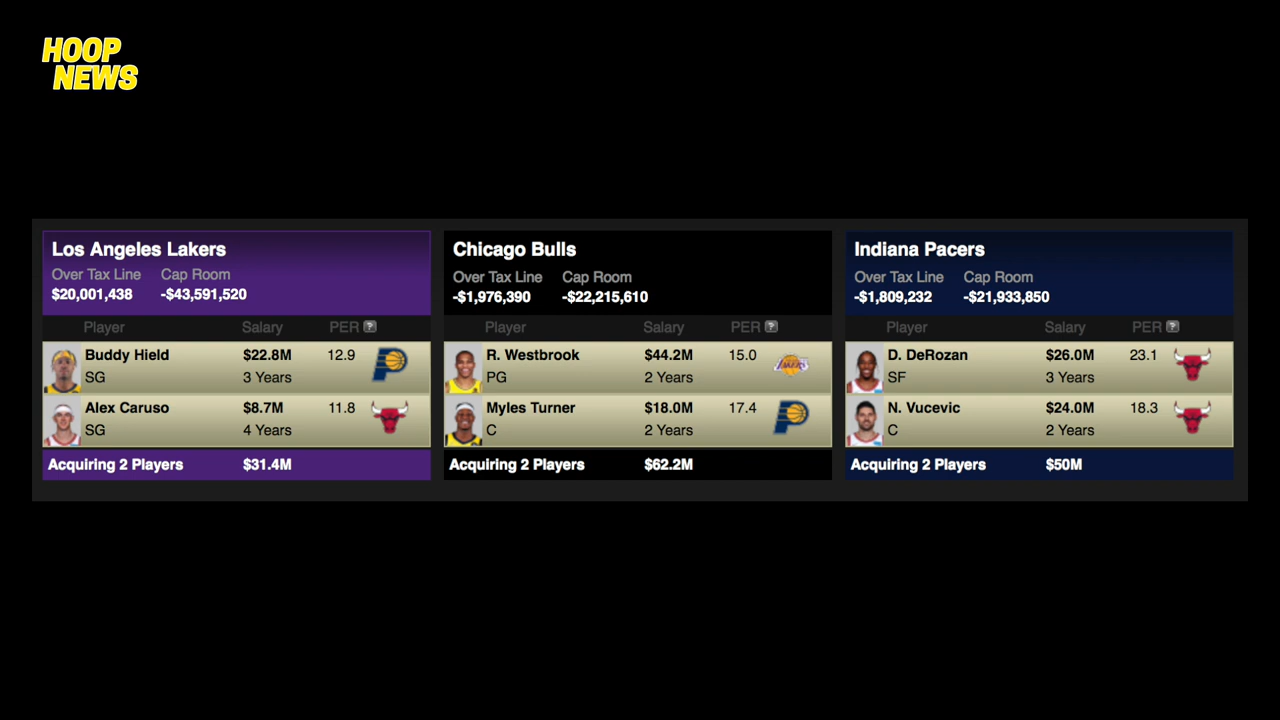 HOOP
NEWS
Los Angeles Lakers
Over Tax Line Cap Room
$20,001,438 -$43,591,520
Player Salary PER ?
Buddy Hield $22.8M 12.9
SG 3 Years
Alex Caruso $8.7M 11.8
SG 4 Years
Acquiring 2 Players $31.4M
Chicago Bulls
Over Tax Line Cap Room
-$1,976,390 -$22,215,610
Player Salary PER ?
R. Westbrook $44.2M 15.0
PG 2 Years
LAKERS
Myles Turner $18.0M 17.4
C 2 Years
Acquiring 2 Players $62.2M
Indiana Pacers
Over Tax Line Cap Room
-$1,809,232 -$21,933,850
Player Salary PER ?
D. DeRozan $26.0M 23.1
SF 3 Years
N. Vucevic $24.0M 18.3
C 2 Years
Acquiring 2 Players $50M